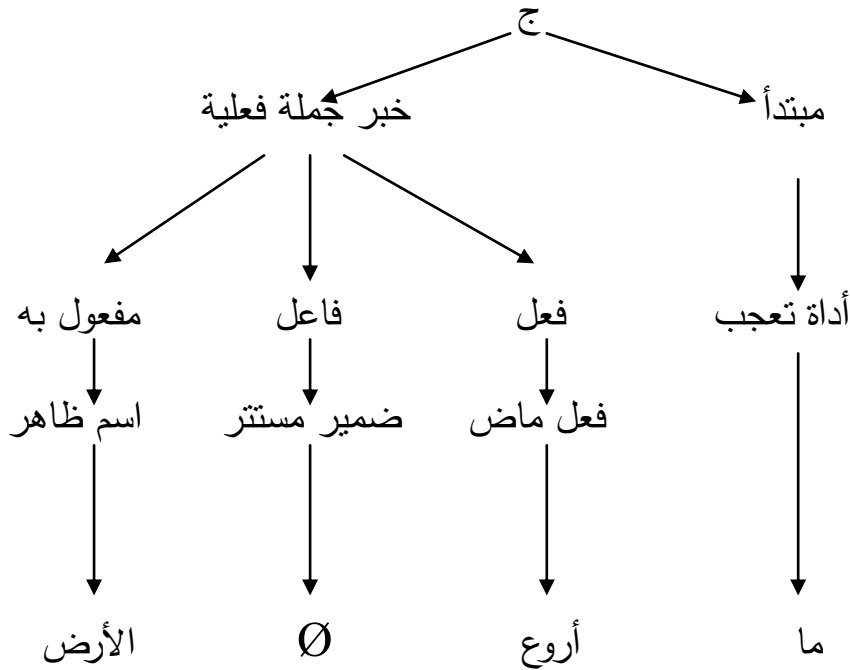 ج
مبتدأ خبر جملة فعلية
أداة تعجب فعل فاعل مفعول به
فعل ماض ضمير مستتر اسم ظاهر
ما أروع Ø الأرض